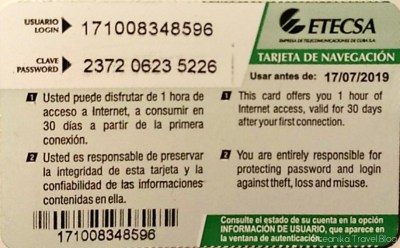 USUARIO
LOGIN
171008348596
ETECSA
EMPRESA DE TELECOMUNICACIONES DE CUBA S.A.
CLAVE
PASSWORD
2372 0623 5226
TARJETA DE NAVEGACIÓN
Usar antes de: 17/07/2019
1 Usted puede disfrutar de 1 hora de
acceso a Internet, a consumir en
30 días a partir de la primera
conexión.
1 This card offers you 1 hour of
Internet access, valid for 30 days
after your first connection.
2 Usted es responsable de preservar
la integridad de esta tarjeta y la
confiabilidad de las informaciones
contenidas en ella.
2 You are entirely responsible for
protecting password and login
against theft, loss and misuse.
171008348596
Consulte el estado de su cuenta en la opción
INFORMACIÓN DE USUARIO, que aparece en
la ventana de autenticación.
Travel Blog